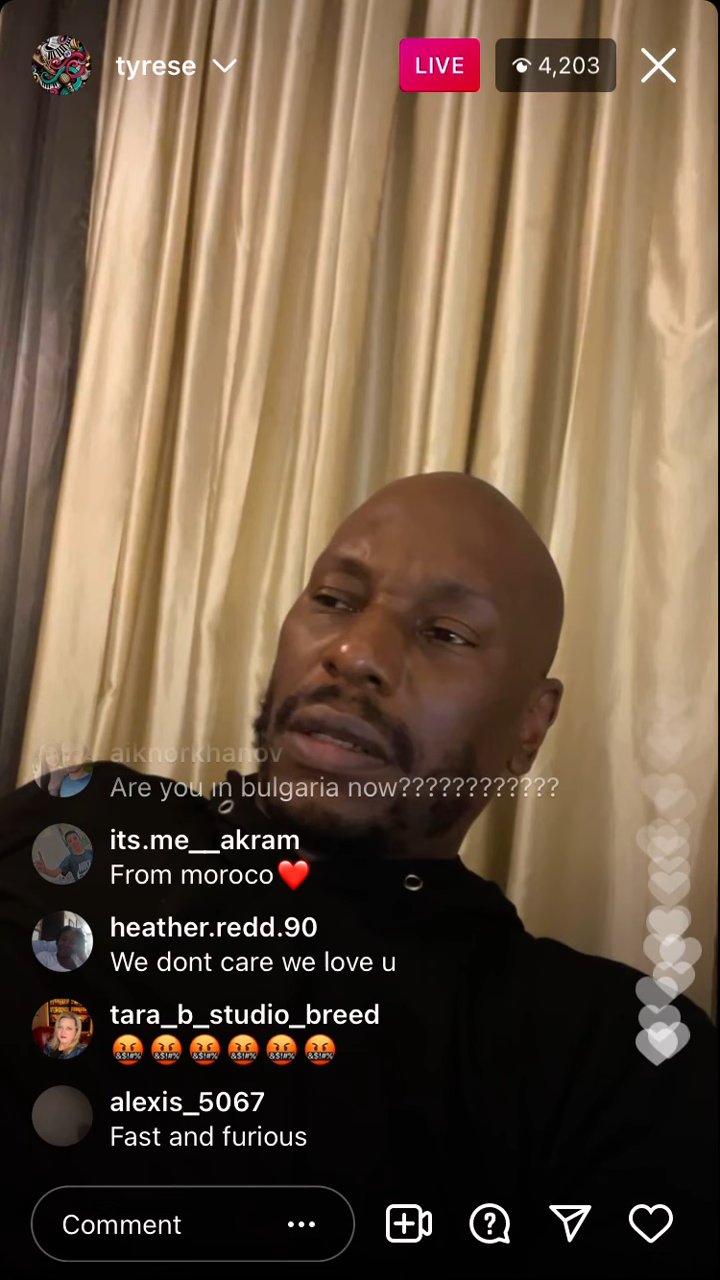 tyrese
LIVE
4,203
aiknorkhanov
Are you in bulgaria now????????????
its.me__akram
From moroco❤️
heather.redd.90
We dont care we love u
tara_b_studio_breed
🤬🤬🤬🤬🤬🤬
alexis_5067
Fast and furious
Comment